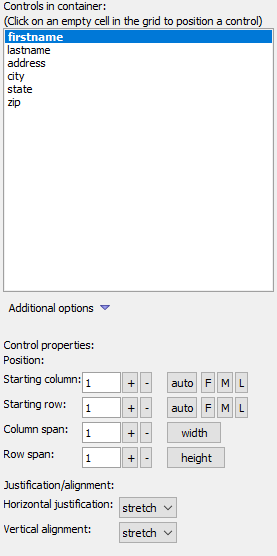 Controls in container:
(Click on an empty cell in the grid to position a control)
firstname
lastname
address
city
state
zip
Additional options
Control properties:
Position:
Starting column: 1 + - auto F M L
Starting row: 1 + - auto F M L
Column span: 1 + - width
Row span: 1 + - height
Justification/alignment:
Horizontal justification: stretch
Vertical alignment: stretch